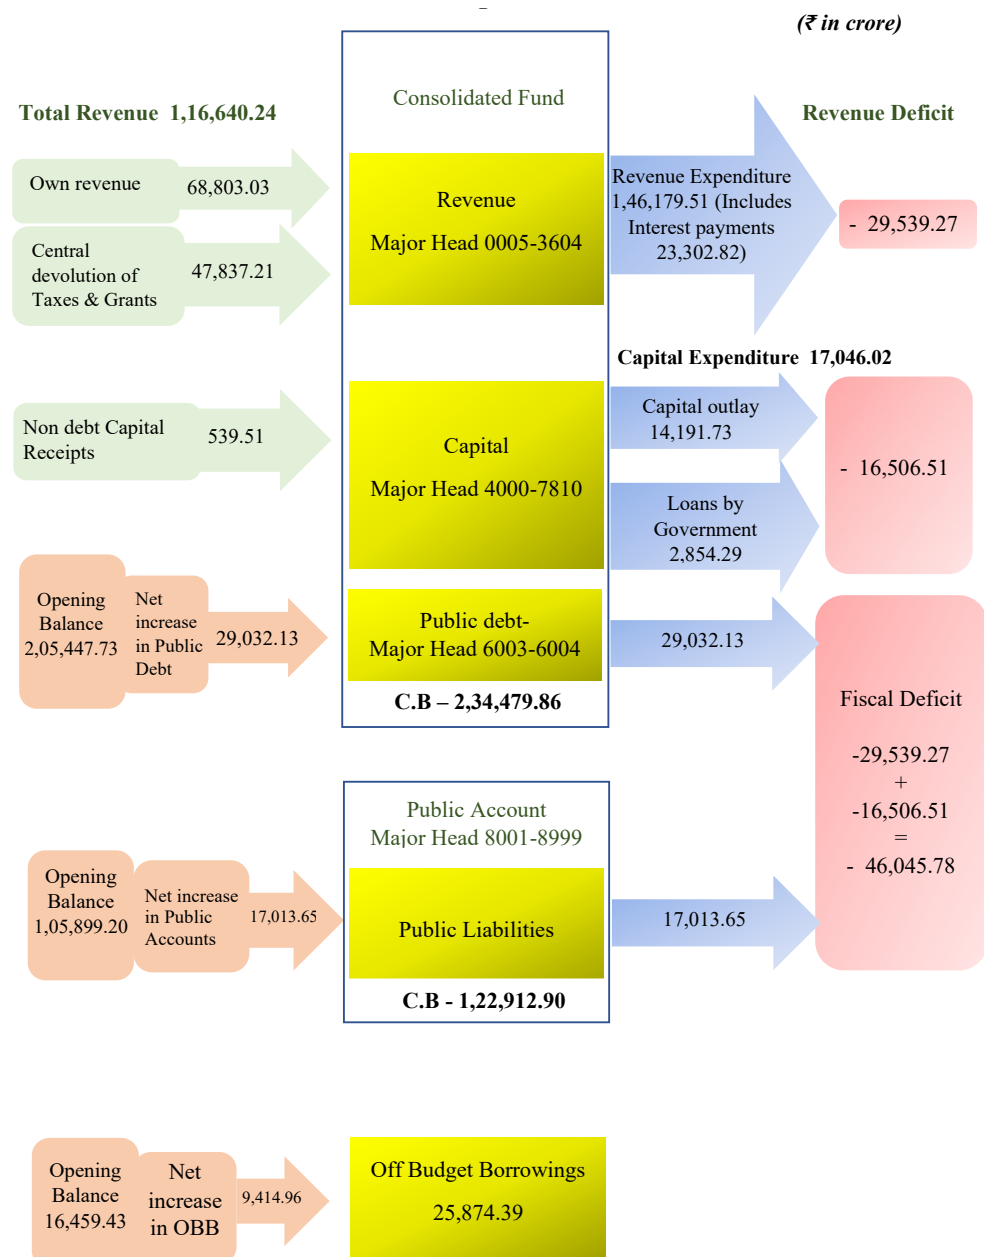 (₹ in crore)
Consolidated Fund
Total Revenue 1,16,640.24
Revenue Deficit
Own revenue
68,803.03
Central
devolution of
Taxes & Grants
47,837.21
Revenue
Major Head 0005-3604
Revenue Expenditure
1,46,179.51 (Includes
Interest payments
23,302.82)
- 29,539.27
Capital Expenditure 17,046.02
Non debt Capital
Receipts
539.51
Capital
Major Head 4000-7810
Capital outlay
14,191.73
Loans by
Government
2,854.29
- 16,506.51
Opening
Balance
2,05,447.73
Net
increase
in Public
Debt
29,032.13
Public debt-
Major Head 6003-6004
C.B – 2,34,479.86
29,032.13
Fiscal Deficit
-29,539.27
+
-16,506.51
=
- 46,045.78
Public Account
Major Head 8001-8999
Opening
Balance
1,05,899.20
Net increase
in Public
Accounts
17,013.65
Public Liabilities
C.B - 1,22,912.90
17,013.65
Opening
Balance
16,459.43
Net
increase
in OBB
9,414.96
Off Budget Borrowings
25,874.39